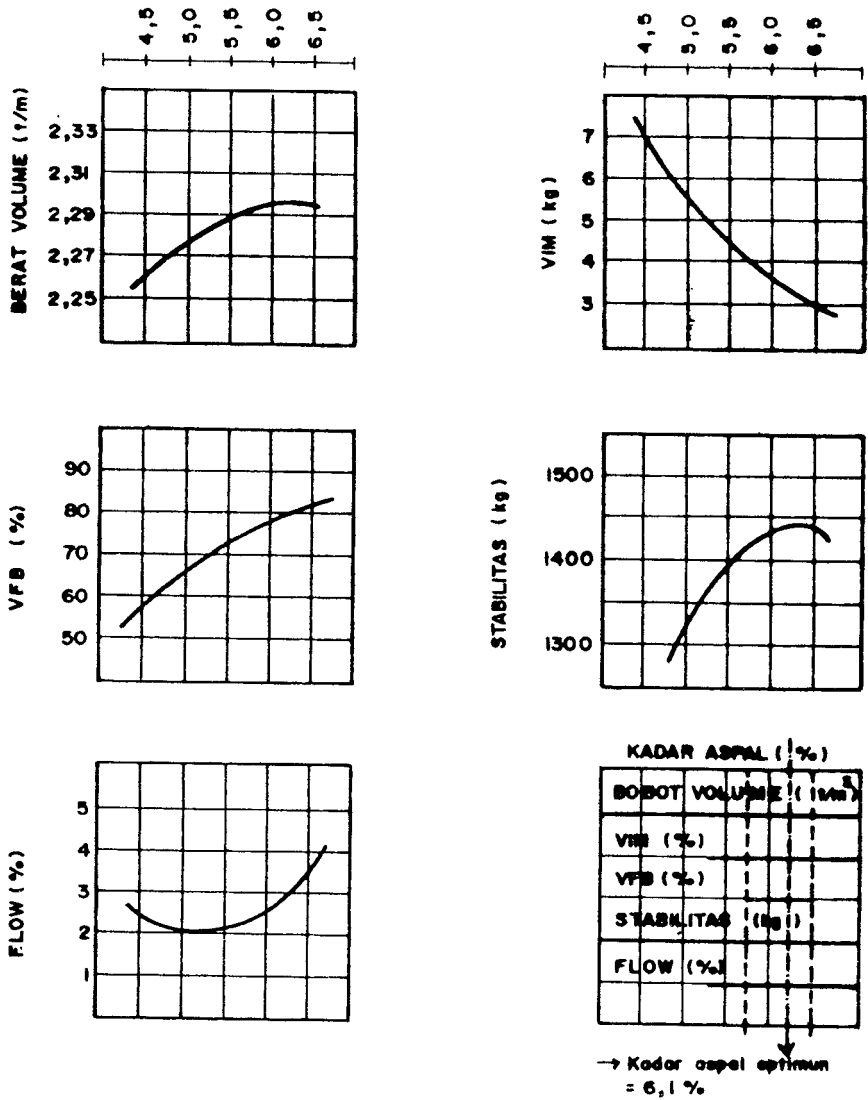 4,5 5,0 5,5 6,0 6,5
BERAT VOLUME (t/m)
2,33
2,31
2,29
2,27
2,25
4,5 5,0 5,5 6,0 6,5
VIM (kg)
7
6
5
4
3
VFB (%)
90
80
70
60
50
STABILITAS (kg)
1500
1400
1300
FLOW (%)
5
4
3
2
1
KADAR ASPAL (%)
BOBOT VOLUME (t/m³)
VIM (%)
VFB (%)
STABILITAS (kg)
FLOW (%)
→ Kadar aspal optimun
= 6,1 %